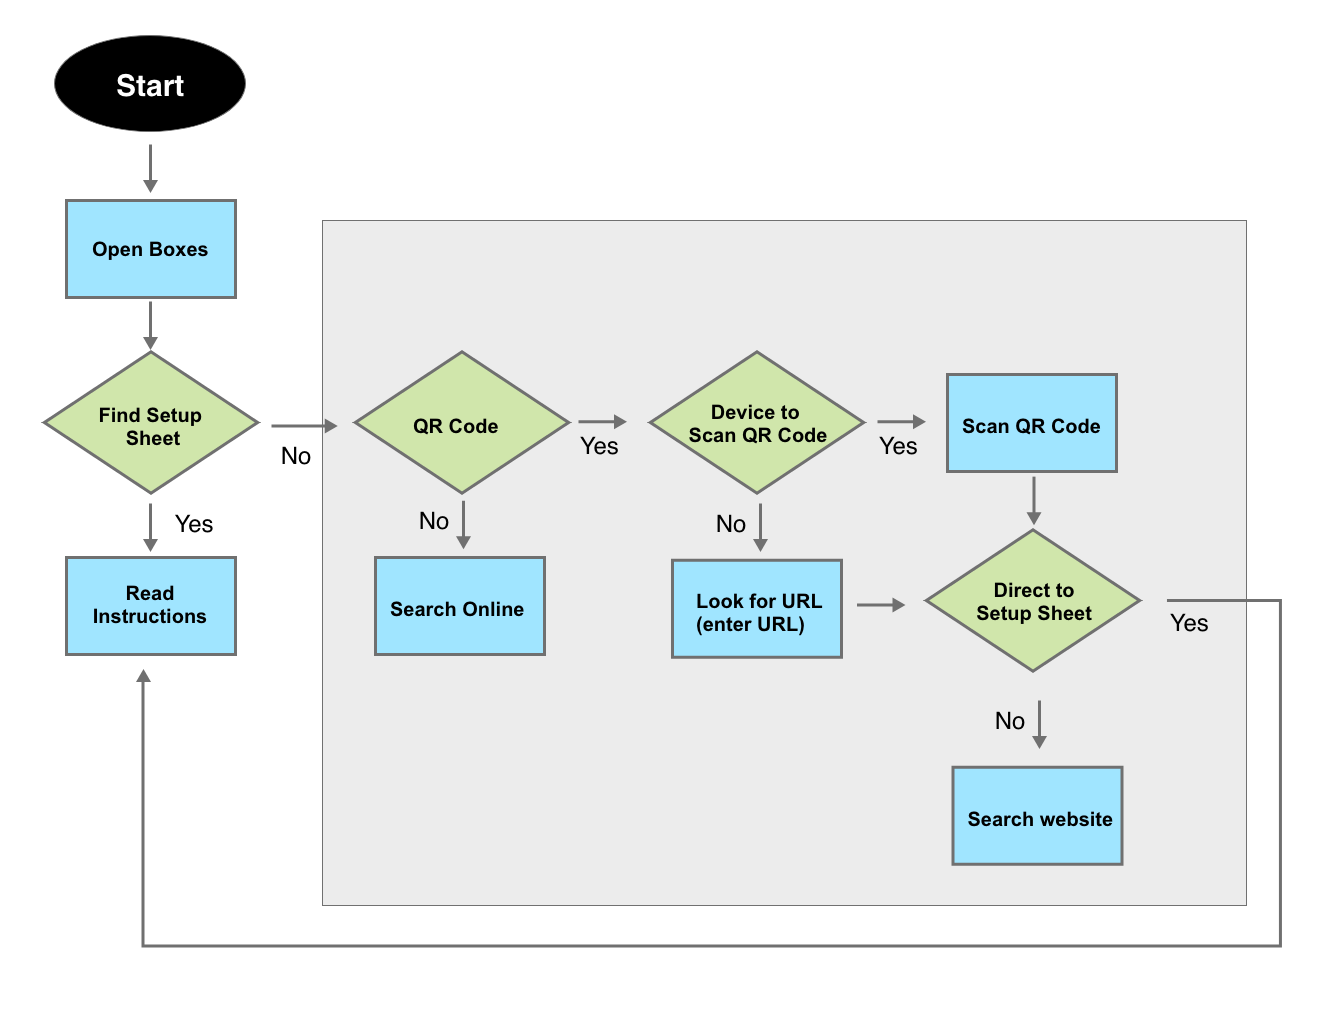 Start
Open Boxes
Find Setup
Sheet
No
QR Code
Yes
Device to
Scan QR Code
Yes
Scan QR Code
Yes
No
No
Read
Instructions
Search Online
Look for URL
(enter URL)
Direct to
Setup Sheet
Yes
No
Search website